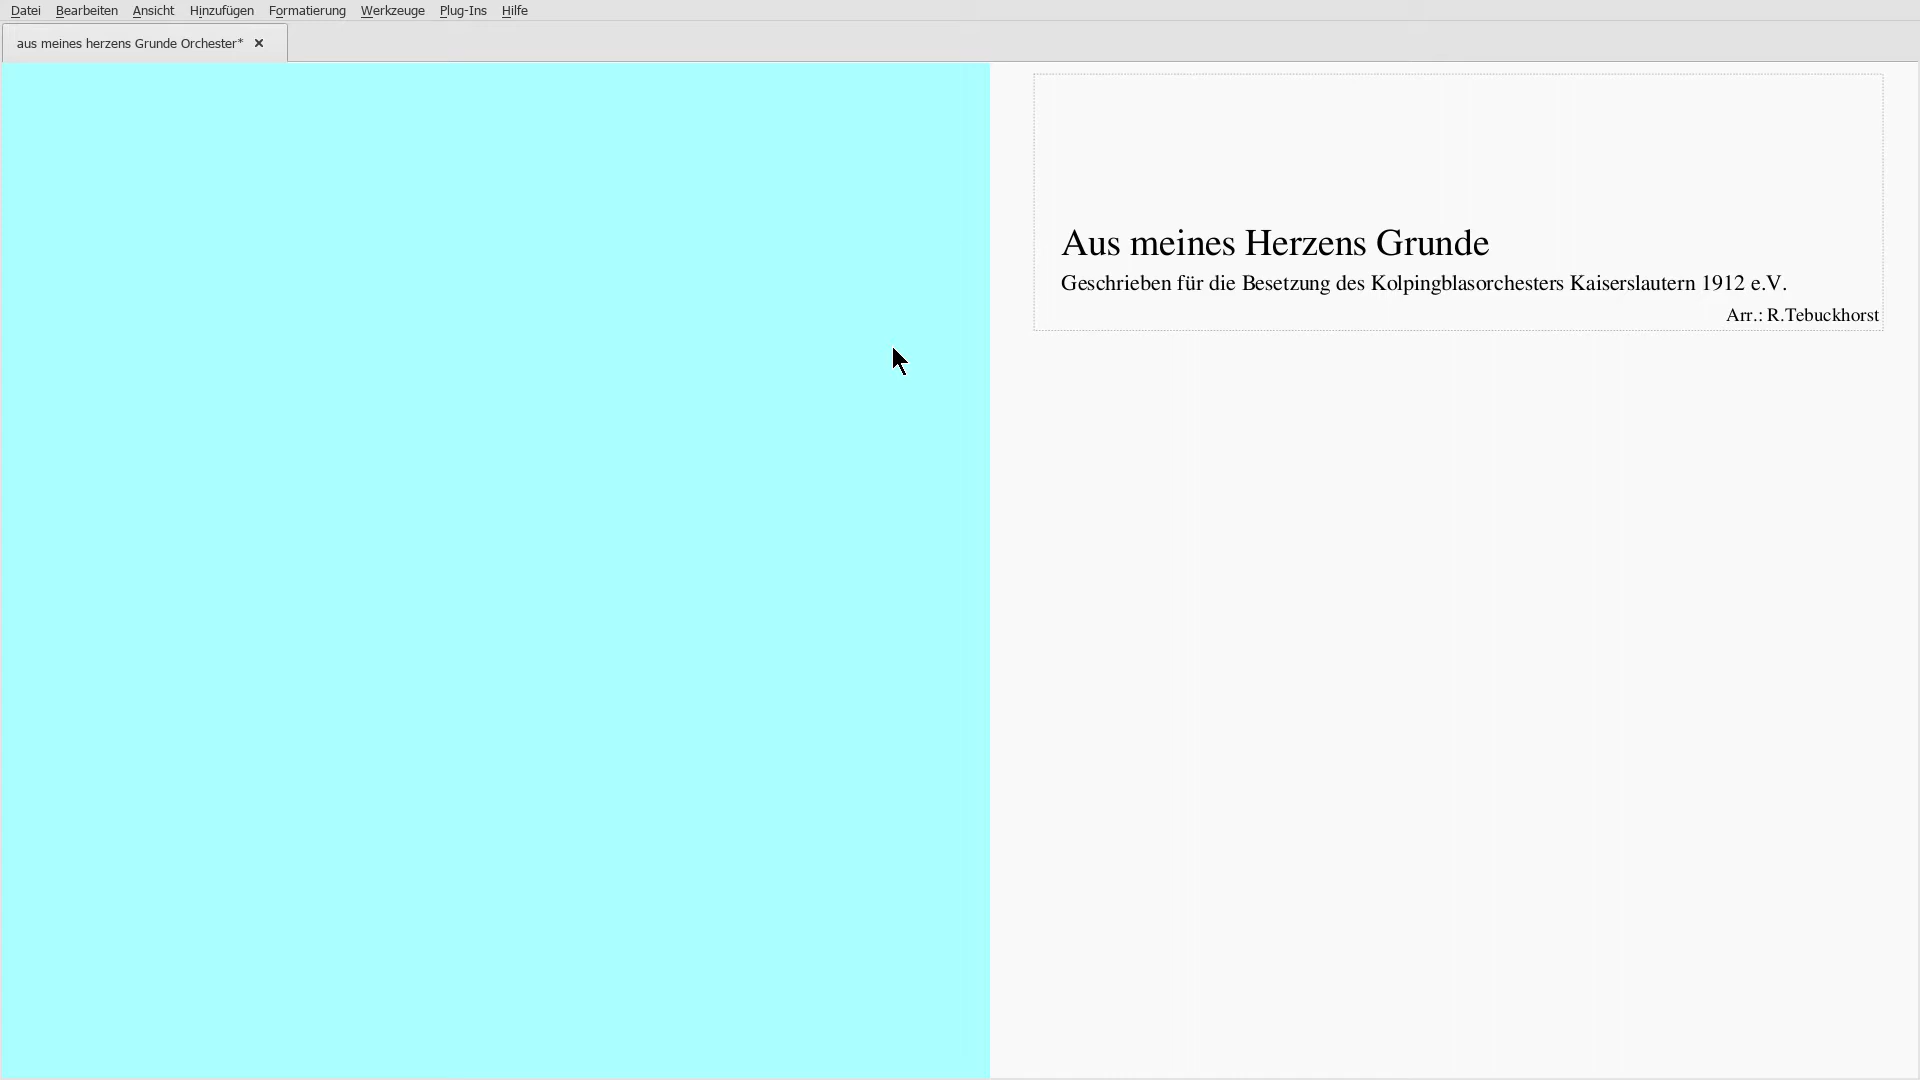 Datei Bearbeiten Ansicht Hinzufügen Formatierung Werkzeuge Plug-Ins Hilfe
aus meines herzens Grunde Orchester*
Aus meines Herzens Grunde
Geschrieben für die Besetzung des Kolpingblasorchesters Kaiserslautern 1912 e.V.
Arr.: R.Tebuckhorst